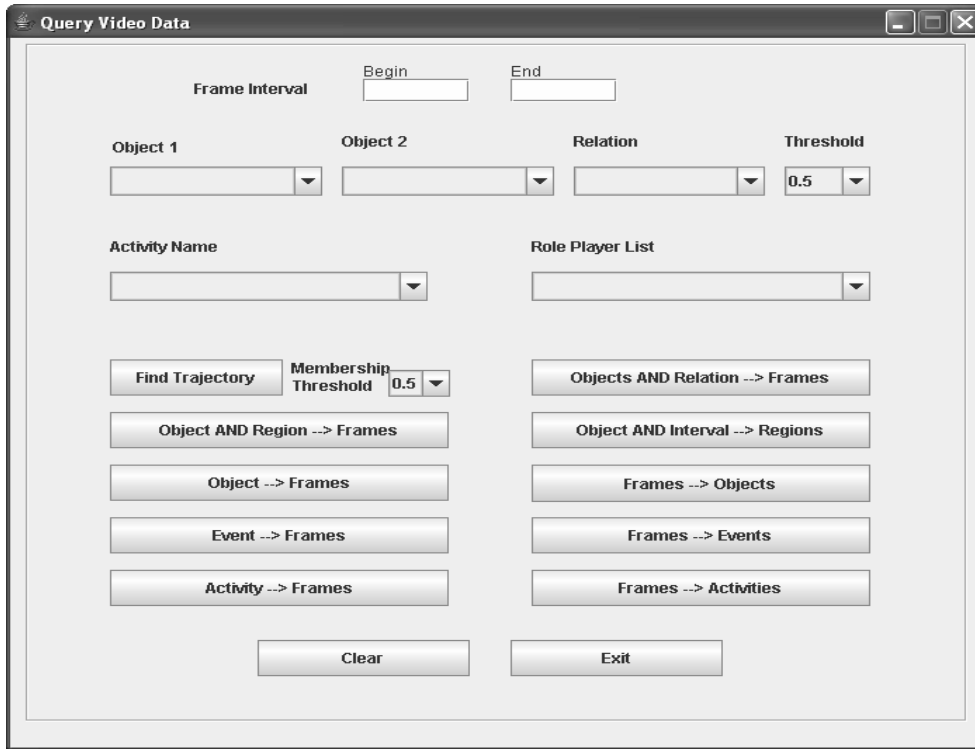 Query Video Data
Begin End
Frame Interval
Object 1 Object 2 Relation Threshold
0.5
Activity Name Role Player List
Find Trajectory Membership Threshold 0.5 Objects AND Relation --> Frames
Object AND Region --> Frames Object AND Interval --> Regions
Object --> Frames Frames --> Objects
Event --> Frames Frames --> Events
Activity --> Frames Frames --> Activities
Clear Exit